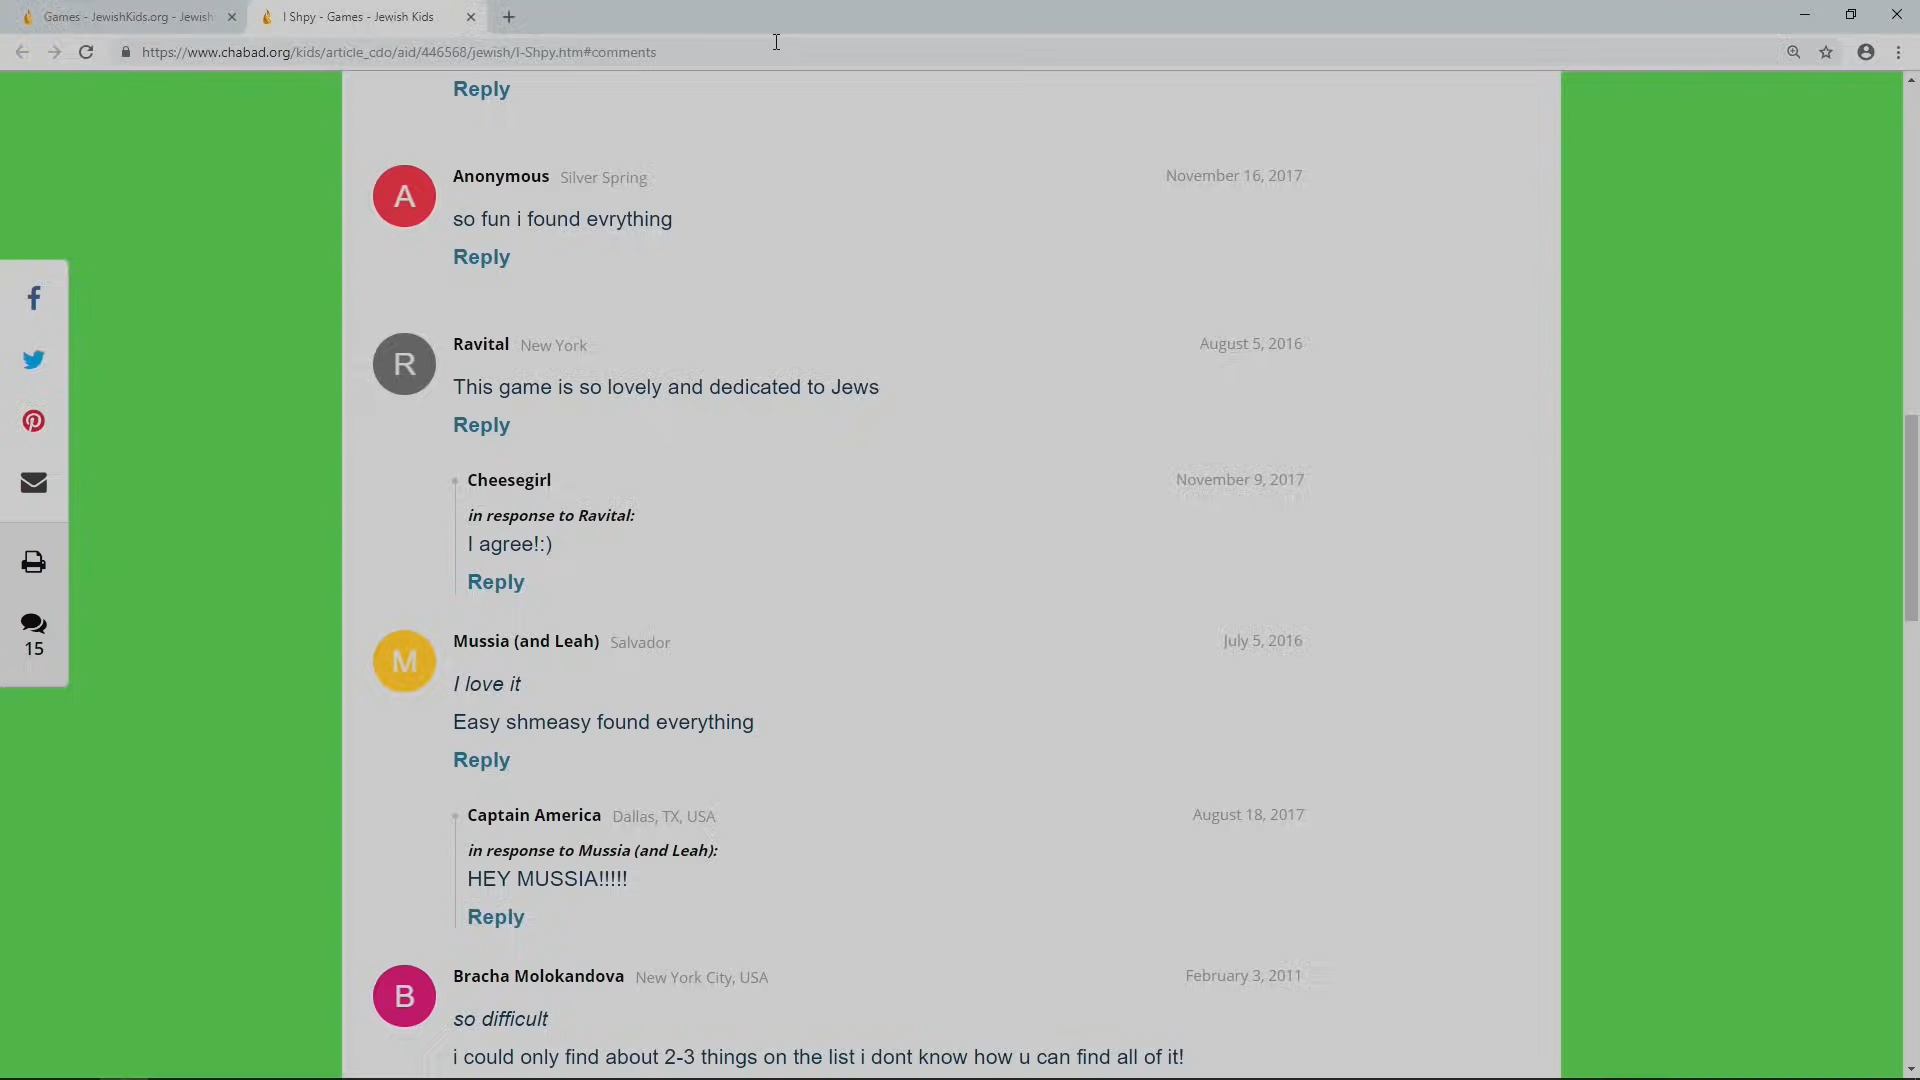 Games - JewishKids.org - Jewish
I Shpy - Games - Jewish Kids
https://www.chabad.org/kids/article_cdo/aid/446568/jewish/I-Shpy.htm#comments
Reply
A
Anonymous Silver Spring November 16, 2017
so fun i found evrything
Reply
R
Ravital New York August 5, 2016
This game is so lovely and dedicated to Jews
Reply
Cheesegirl November 9, 2017
in response to Ravital:
I agree!:)
Reply
15
M
Mussia (and Leah) Salvador July 5, 2016
I love it
Easy shmeasy found everything
Reply
Captain America Dallas, TX, USA August 18, 2017
in response to Mussia (and Leah):
HEY MUSSIA!!!!!
Reply
B
Bracha Molokandova New York City, USA February 3, 2011
so difficult
i could only find about 2-3 things on the list i dont know how u can find all of it!